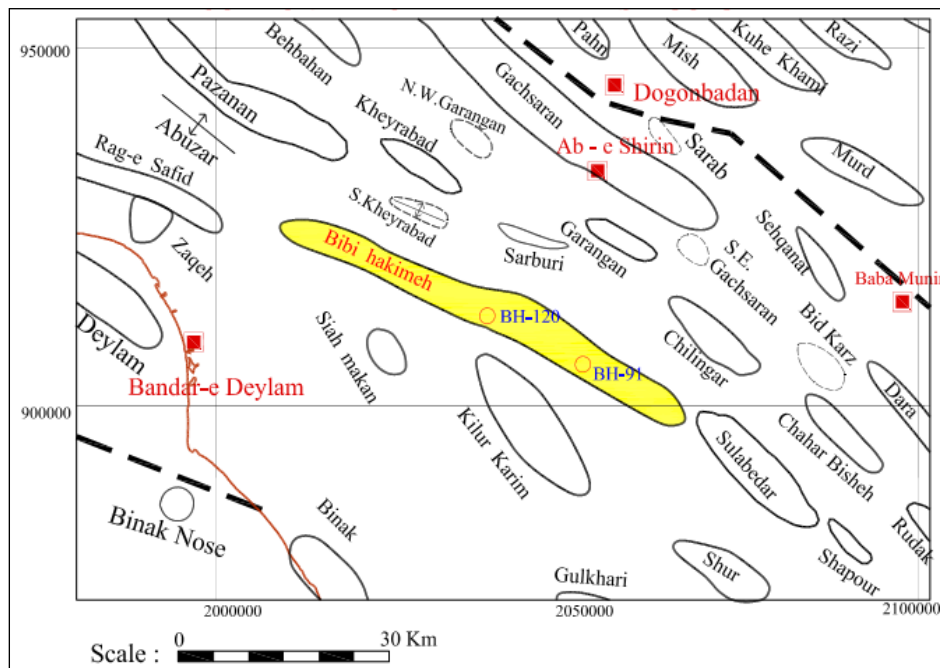 950000
Behbahan
Pahn
Mish
Kuhe Khami
Razi
Pazanan
N.W.Garangan
Gachsaran
Dogonbadan
Abuzar
Kheyrabad
Ab - e Shirin
Sarab
Murd
Rag-e Safid
S.Kheyrabad
Zaqeh
Bibi hakimeh
Sarburi
Garangan
S.E.
Gachsaran
Sehqanat
Baba Munir
Deylam
Siah makan
BH-120
Chilingar
Bid Karz
Bandar-e Deylam
BH-91
Dara
900000
Kilur Karim
Sulabedar
Chahar Bisheh
Binak Nose
Binak
Rudak
Shapour
Shur
Gulkhari
2000000
2050000
2100000
Scale :
0
30 Km